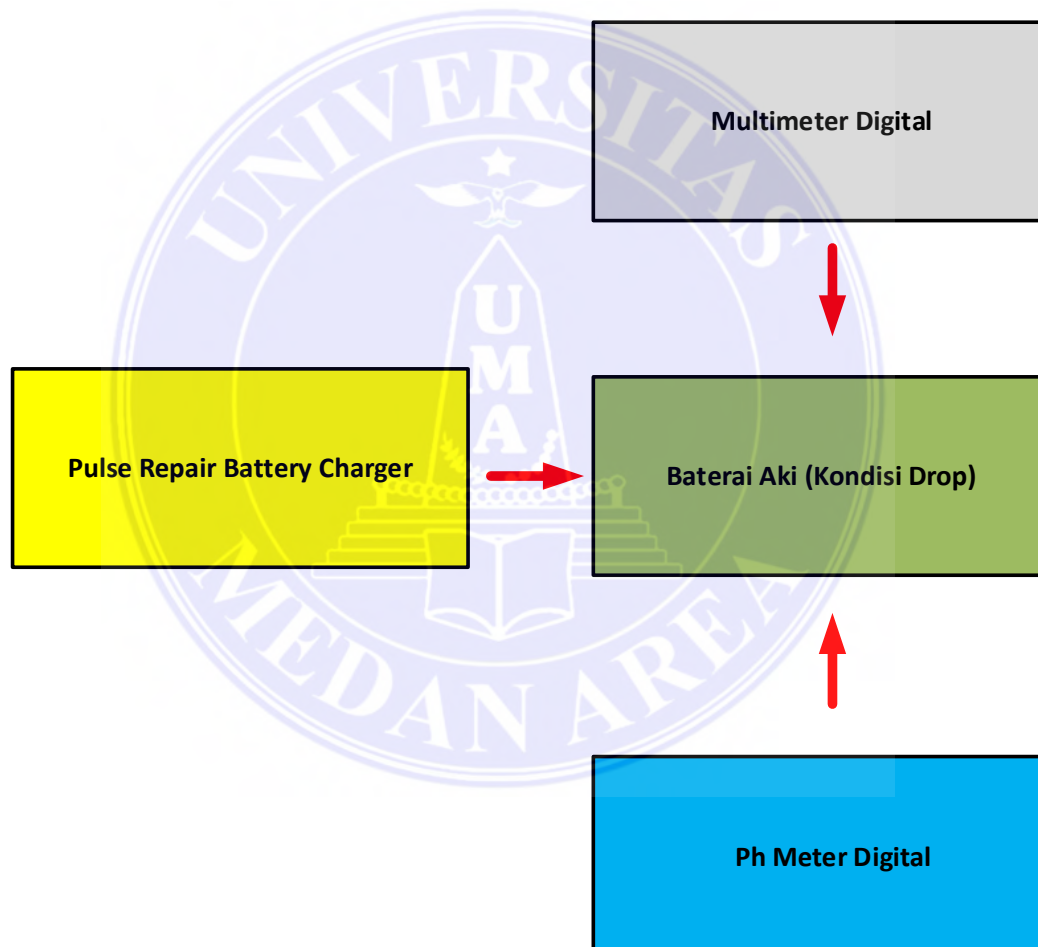 UNIVERSITAS
Multimeter Digital
UMA
Pulse Repair Battery Charger
Baterai Aki (Kondisi Drop)
MEDAN AREA
Ph Meter Digital